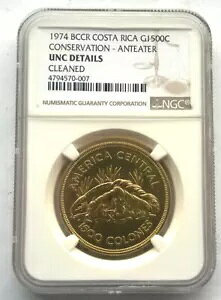 1974 BCCR COSTA RICA G1500C
CONSERVATION - ANTEATER
UNC DETAILS
CLEANED
4794570-007
NUMISMATIC GUARANTY CORPORATION
NGC
AMERICA CENTRAL
1500 COLONES